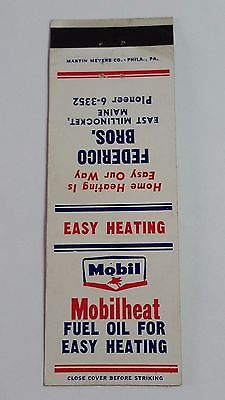 MARTIN MEYERS CO. - PHILA., PA.
Home Heating Is
Easy Our Way
FEDERICO
BROS.
EAST MILLINOCKET,
MAINE
PIoneer 6-3352
EASY HEATING
Mobil
Mobilheat
FUEL OIL FOR
EASY HEATING
CLOSE COVER BEFORE STRIKING